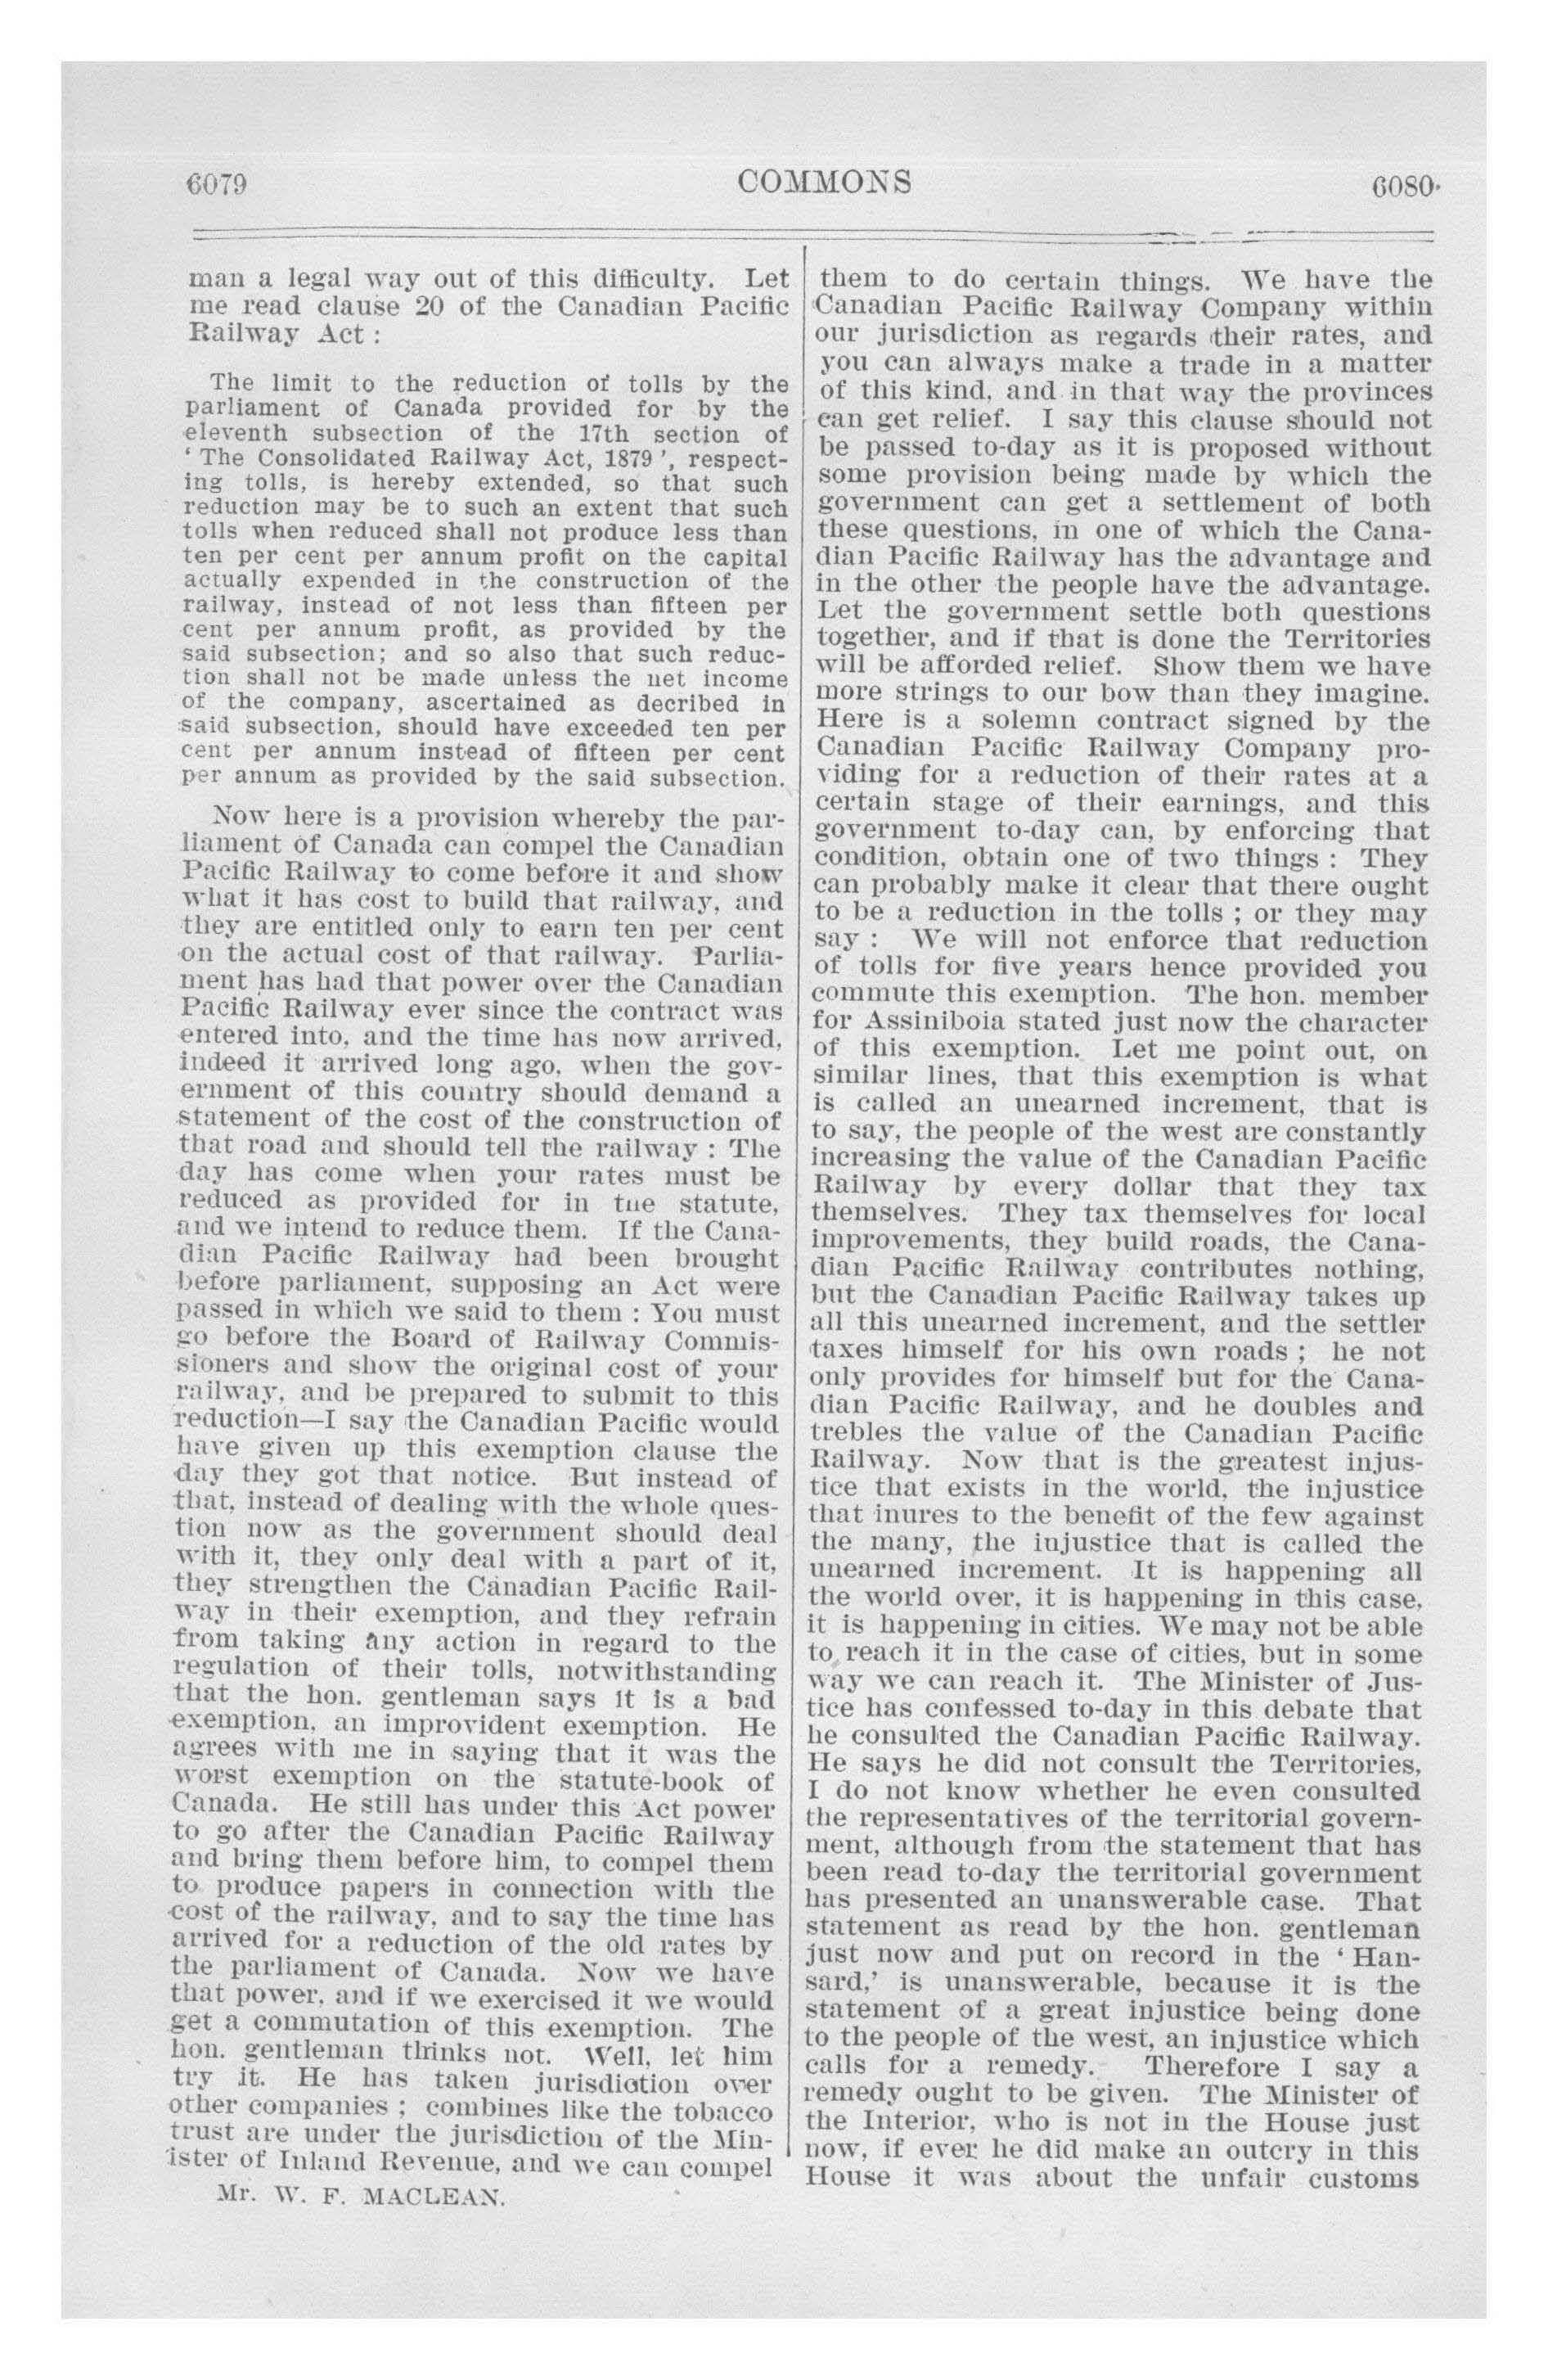 6079
COMMONS
6080
man a legal way out of this difficulty. Let
me read clause 20 of the Canadian Pacific
Railway Act :
The limit to the reduction of tolls by the
parliament of Canada provided for by the
eleventh subsection of the 17th section of
‘ The Consolidated Railway Act, 1879 ’, respect-
ing tolls, is hereby extended, so that such
reduction may be to such an extent that such
tolls when reduced shall not produce less than
ten per cent per annum profit on the capital
actually expended in the construction of the
railway, instead of not less than fifteen per
cent per annum profit, as provided by the
said subsection; and so also that such reduc-
tion shall not be made unless the net income
of the company, ascertained as decribed in
said subsection, should have exceeded ten per
cent per annum instead of fifteen per cent
per annum as provided by the said subsection.
Now here is a provision whereby the par-
liament of Canada can compel the Canadian
Pacific Railway to come before it and show
what it has cost to build that railway, and
they are entitled only to earn ten per cent
on the actual cost of that railway. Parlia-
ment has had that power over the Canadian
Pacific Railway ever since the contract was
entered into, and the time has now arrived,
indeed it arrived long ago, when the gov-
ernment of this country should demand a
statement of the cost of the construction of
that road and should tell the railway : The
day has come when your rates must be
reduced as provided for in the statute,
and we intend to reduce them. If the Cana-
dian Pacific Railway had been brought
before parliament, supposing an Act were
passed in which we said to them : You must
go before the Board of Railway Commis-
sioners and show the original cost of your
railway, and be prepared to submit to this
reduction—I say the Canadian Pacific would
have given up this exemption clause the
day they got that notice. But instead of
that, instead of dealing with the whole ques-
tion now as the government should deal
with it, they only deal with a part of it,
they strengthen the Canadian Pacific Rail-
way in their exemption, and they refrain
from taking any action in regard to the
regulation of their tolls, notwithstanding
that the hon. gentleman says it is a bad
exemption, an improvident exemption. He
agrees with me in saying that it was the
worst exemption on the statute-book of
Canada. He still has under this Act power
to go after the Canadian Pacific Railway
and bring them before him, to compel them
to produce papers in connection with the
cost of the railway, and to say the time has
arrived for a reduction of the old rates by
the parliament of Canada. Now we have
that power, and if we exercised it we would
get a commutation of this exemption. The
hon. gentleman thinks not. Well, let him
try it. He has taken jurisdiction over
other companies ; combines like the tobacco
trust are under the jurisdiction of the Min-
ister of Inland Revenue, and we can compel
Mr. W. F. MACLEAN.
them to do certain things. We have the
Canadian Pacific Railway Company within
our jurisdiction as regards their rates, and
you can always make a trade in a matter
of this kind, and in that way the provinces
can get relief. I say this clause should not
be passed to-day as it is proposed without
some provision being made by which the
government can get a settlement of both
these questions, in one of which the Cana-
dian Pacific Railway has the advantage and
in the other the people have the advantage.
Let the government settle both questions
together, and if that is done the Territories
will be afforded relief. Show them we have
more strings to our bow than they imagine.
Here is a solemn contract signed by the
Canadian Pacific Railway Company pro-
viding for a reduction of their rates at a
certain stage of their earnings, and this
government to-day can, by enforcing that
condition, obtain one of two things : They
can probably make it clear that there ought
to be a reduction in the tolls ; or they may
say : We will not enforce that reduction
of tolls for five years hence provided you
commute this exemption. The hon. member
for Assiniboia stated just now the character
of this exemption. Let me point out, on
similar lines, that this exemption is what
is called an unearned increment, that is
to say, the people of the west are constantly
increasing the value of the Canadian Pacific
Railway by every dollar that they tax
themselves. They tax themselves for local
improvements, they build roads, the Cana-
dian Pacific Railway contributes nothing,
but the Canadian Pacific Railway takes up
all this unearned increment, and the settler
taxes himself for his own roads ; he not
only provides for himself but for the Cana-
dian Pacific Railway, and he doubles and
trebles the value of the Canadian Pacific
Railway. Now that is the greatest injus-
tice that exists in the world, the injustice
that inures to the benefit of the few against
the many, the injustice that is called the
unearned increment. It is happening all
the world over, it is happening in this case,
it is happening in cities. We may not be able
to reach it in the case of cities, but in some
way we can reach it. The Minister of Jus-
tice has confessed to-day in this debate that
he consulted the Canadian Pacific Railway.
He says he did not consult the Territories,
I do not know whether he even consulted
the representatives of the territorial govern-
ment, although from the statement that has
been read to-day the territorial government
has presented an unanswerable case. That
statement as read by the hon. gentleman
just now and put on record in the ‘ Han-
sard,’ is unanswerable, because it is the
statement of a great injustice being done
to the people of the west, an injustice which
calls for a remedy. Therefore I say a
remedy ought to be given. The Minister of
the Interior, who is not in the House just
now, if ever he did make an outcry in this
House it was about the unfair customs